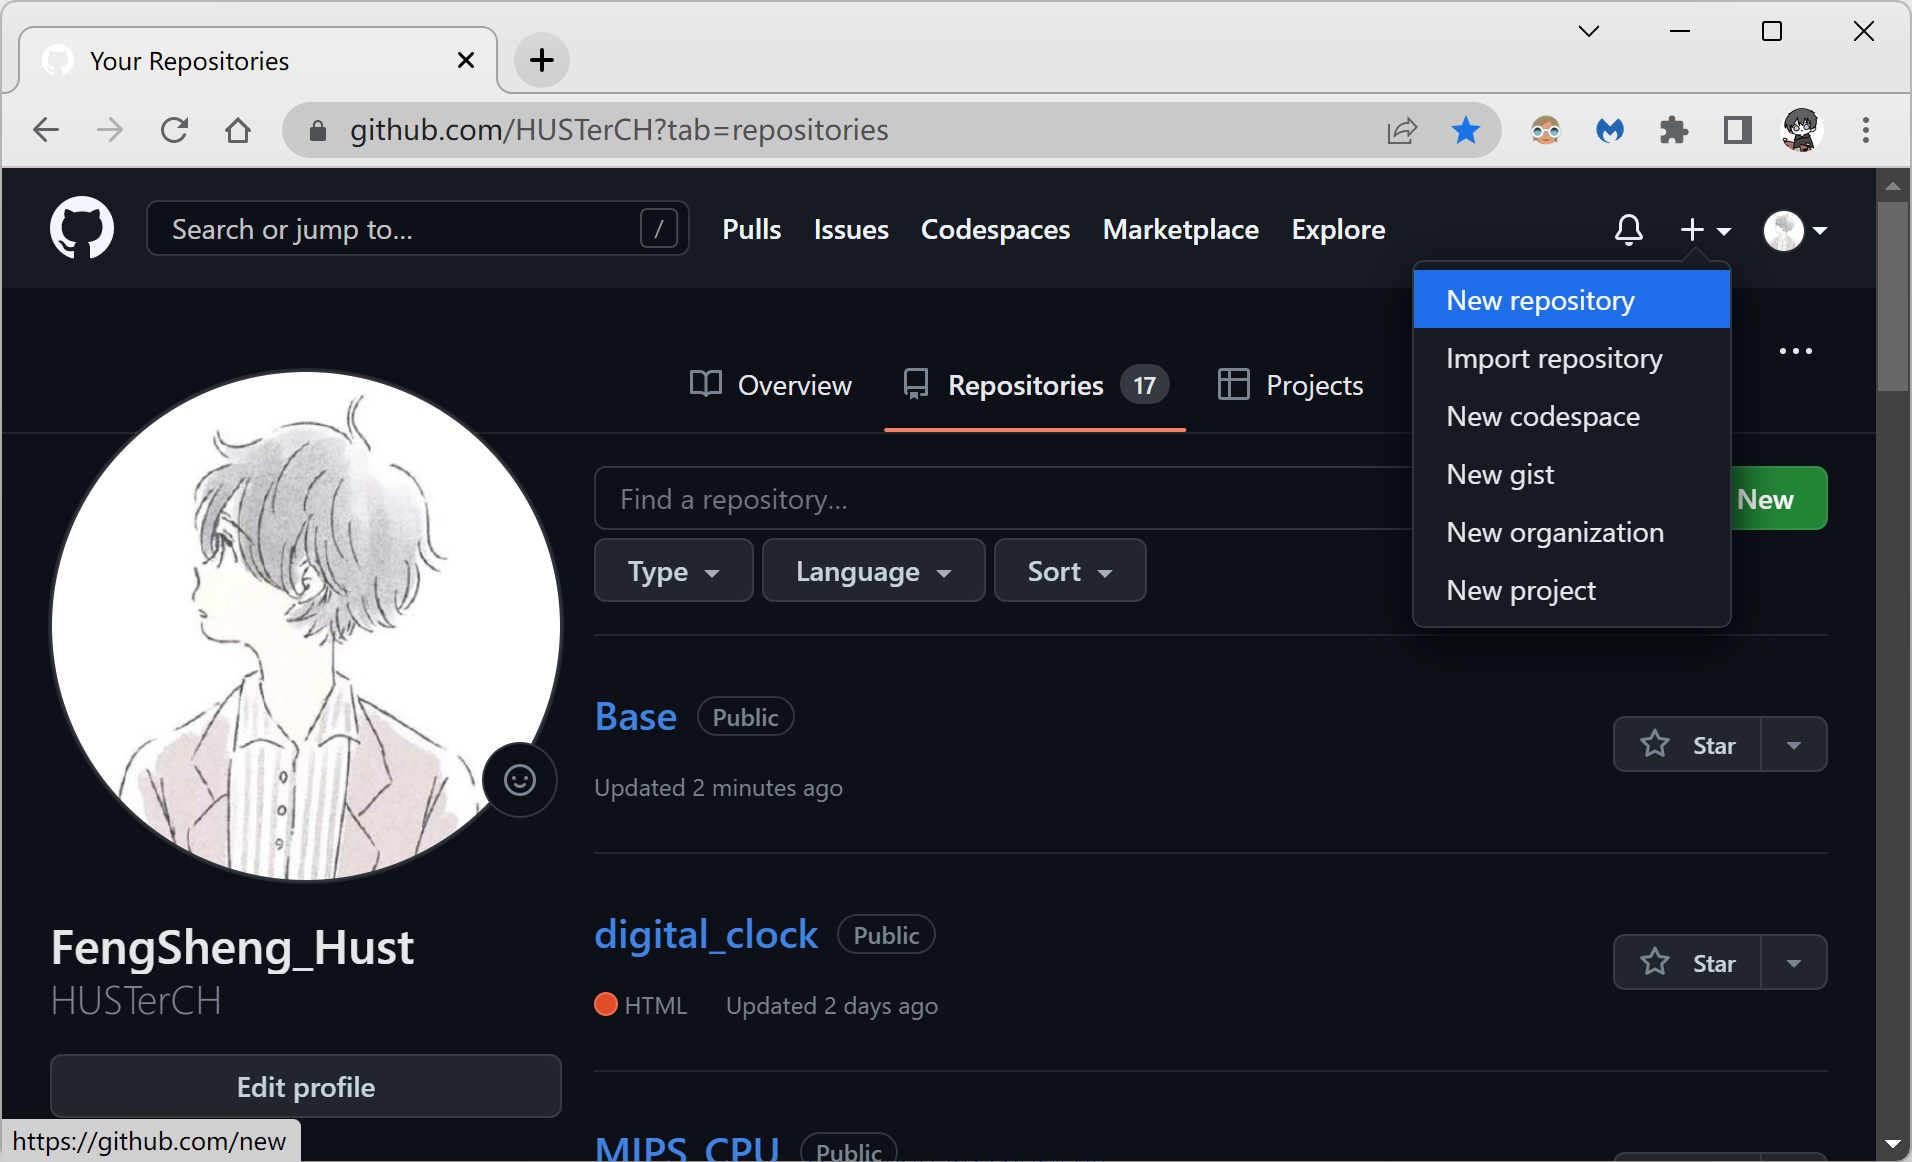 Your Repositories
github.com/HUSTerCH?tab=repositories
Search or jump to... /
Pulls Issues Codespaces Marketplace Explore
New repository
Import repository
New codespace
New gist
New organization
New project
Overview Repositories 17 Projects
Find a repository...
New
Type Language Sort
Base Public
Star
Updated 2 minutes ago
digital_clock Public
Star
HTML Updated 2 days ago
MIPS_CPU Public
FengSheng_Hust
HUSTerCH
Edit profile
https://github.com/new